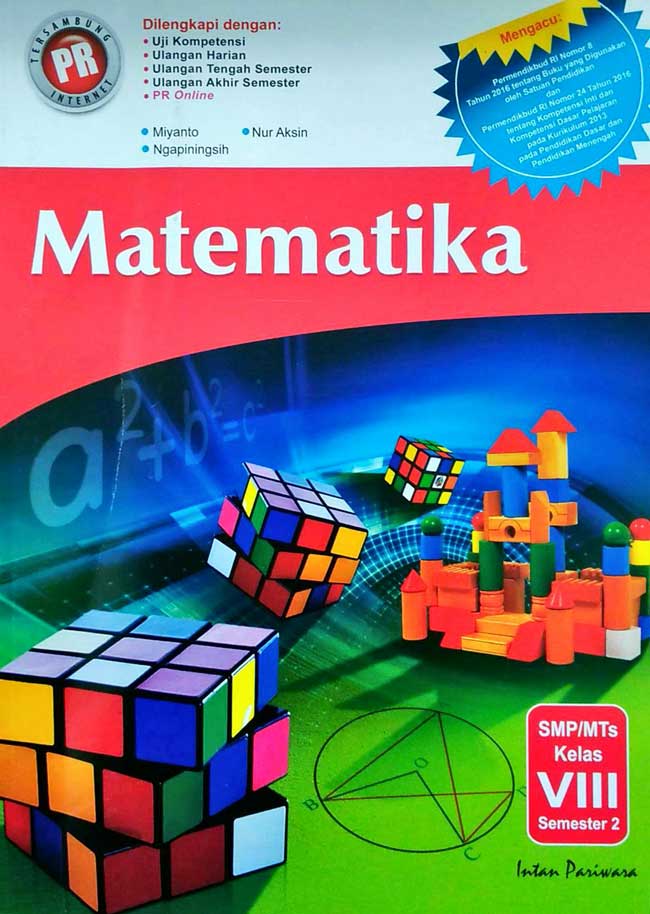 TERSAMBUNG
PR
INTERNET
Dilengkapi dengan:
• Uji Kompetensi
• Ulangan Harian
• Ulangan Tengah Semester
• Ulangan Akhir Semester
• PR Online
• Miyanto
• Nur Aksin
• Ngapiningsih
Mengacu:
Permendikbud RI Nomor 8
Tahun 2016 tentang Buku yang Digunakan
oleh Satuan Pendidikan
dan
Permendikbud RI Nomor 24 Tahun 2016
tentang Kompetensi Inti dan
Kompetensi Dasar Pelajaran
pada Kurikulum 2013
pada Pendidikan Dasar dan
Pendidikan Menengah
Matematika
a²+b²=c²
O
B
C
SMP/MTs
Kelas
VIII
Semester 2
Intan Pariwara